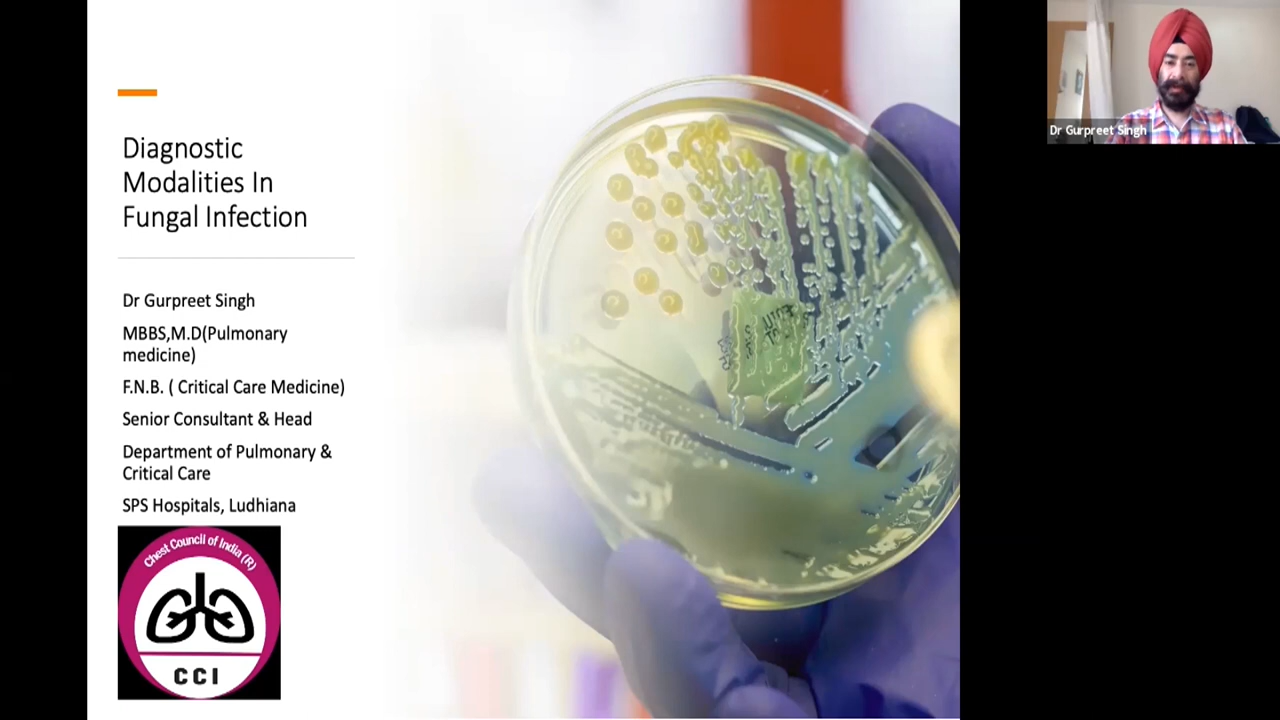 Diagnostic
Modalities In
Fungal Infection
Dr Gurpreet Singh
MBBS,M.D(Pulmonary
medicine)
F.N.B. ( Critical Care Medicine)
Senior Consultant & Head
Department of Pulmonary &
Critical Care
SPS Hospitals, Ludhiana
Chest Council of India (R)
CCI
Dr Gurpreet Singh